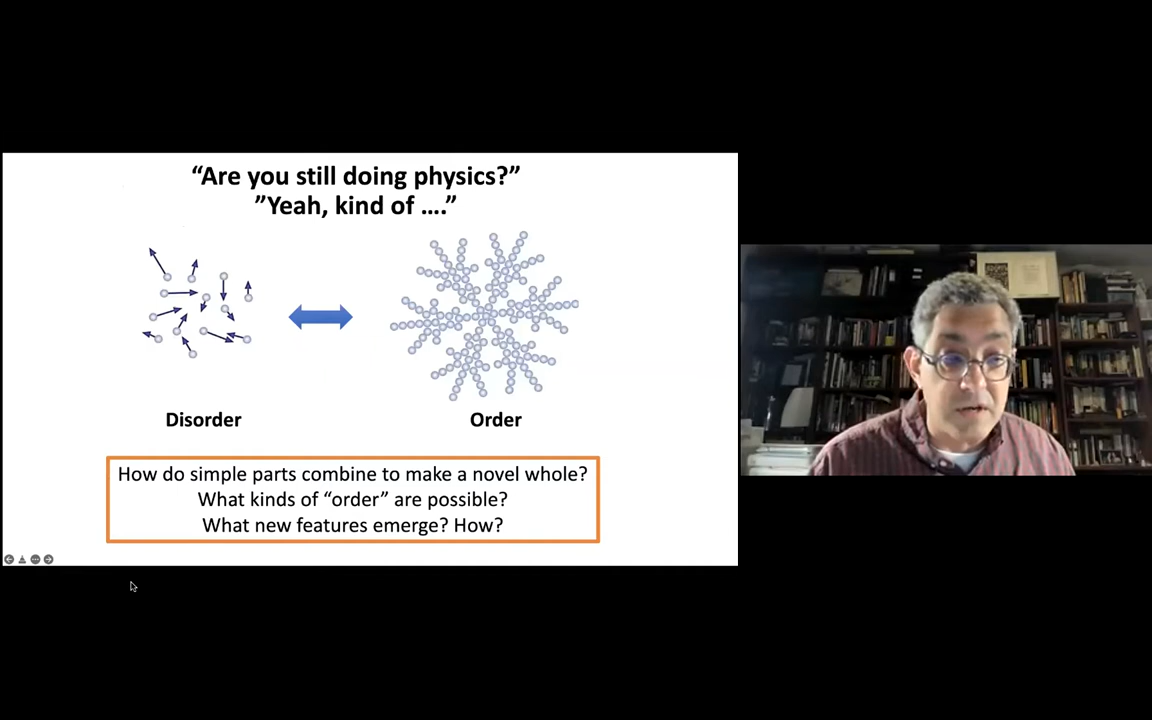 “Are you still doing physics?”
”Yeah, kind of ….”
Disorder
Order
How do simple parts combine to make a novel whole?
What kinds of “order” are possible?
What new features emerge? How?